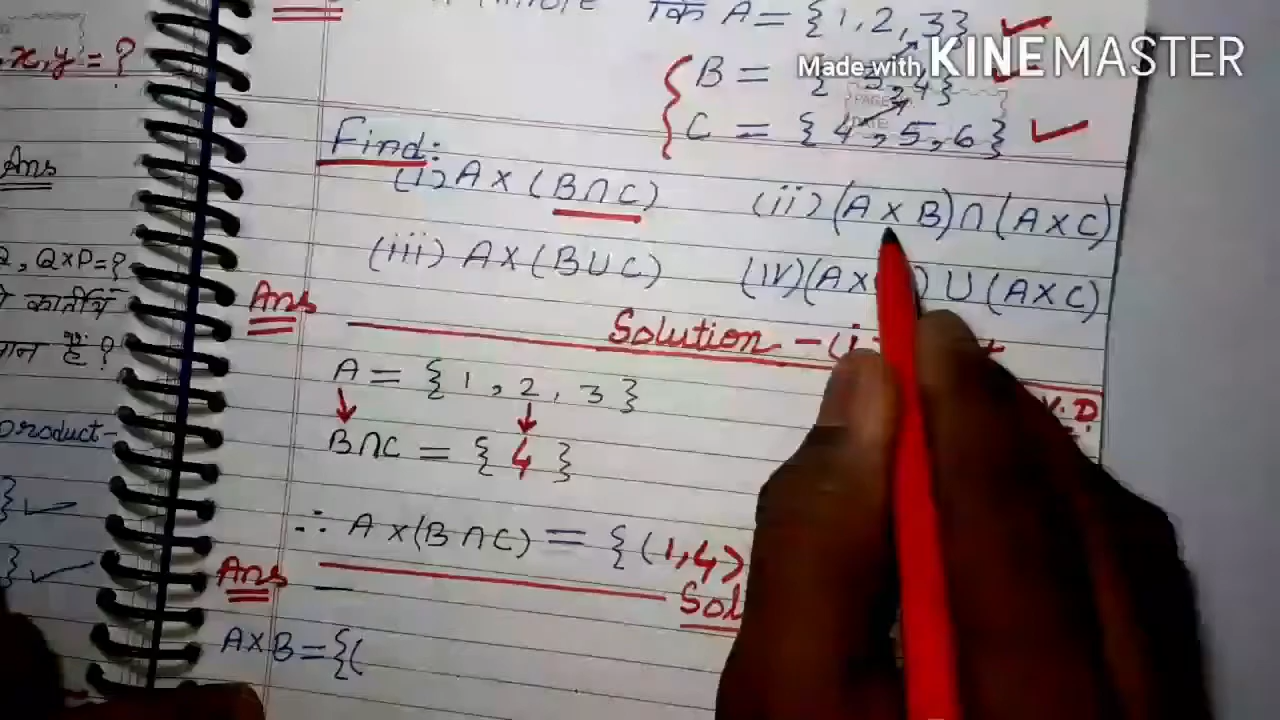 कि A = {1, 2, 3}
Made with KINEMASTER
, x, y = ?
B = { 3, 4}
C = {4, 5, 6}
Find:
Ans
(i) A × (B∩C) (ii) (A × B)∩(A×C)
Q, Q×P=?
(iii) A×(B∪C) (iv)(A× ) ∪ (A×C)
Ans
Solution - (i)
A = {1, 2, 3}
V.D
product-
B∩C = { 4 }
∴ A×(B∩C) = {(1,4)
Ans
Sol
A×B={(